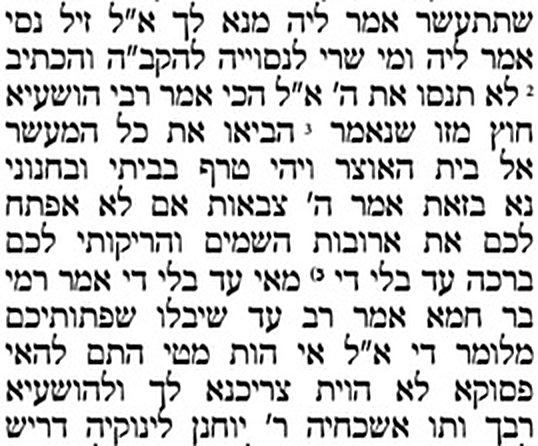 שתתעשר אמר ליה מנא לך א"ל זיל נסי
אמר ליה ומי שרי לנסוייה להקב"ה והכתיב
2 לא תנסו את ה' א"ל הכי אמר רבי הושעיא
חוץ מזו שנאמר 3 הביאו את כל המעשר
אל בית האוצר ויהי טרף בביתי ובחנוני
נא בזאת אמר ה' צבאות אם לא אפתח
לכם את ארובות השמים והריקותי לכם
ברכה עד בלי די (3 מאי עד בלי די אמר רמי
בר חמא אמר רב עד שיבלו שפתותיכם
מלומר די א"ל אי הות מטי התם להאי
פסוקא לא הוית צריכנא לך ולהושעיא
רבך ותו אשכחיה ר' יוחנן לינוקיה דריש